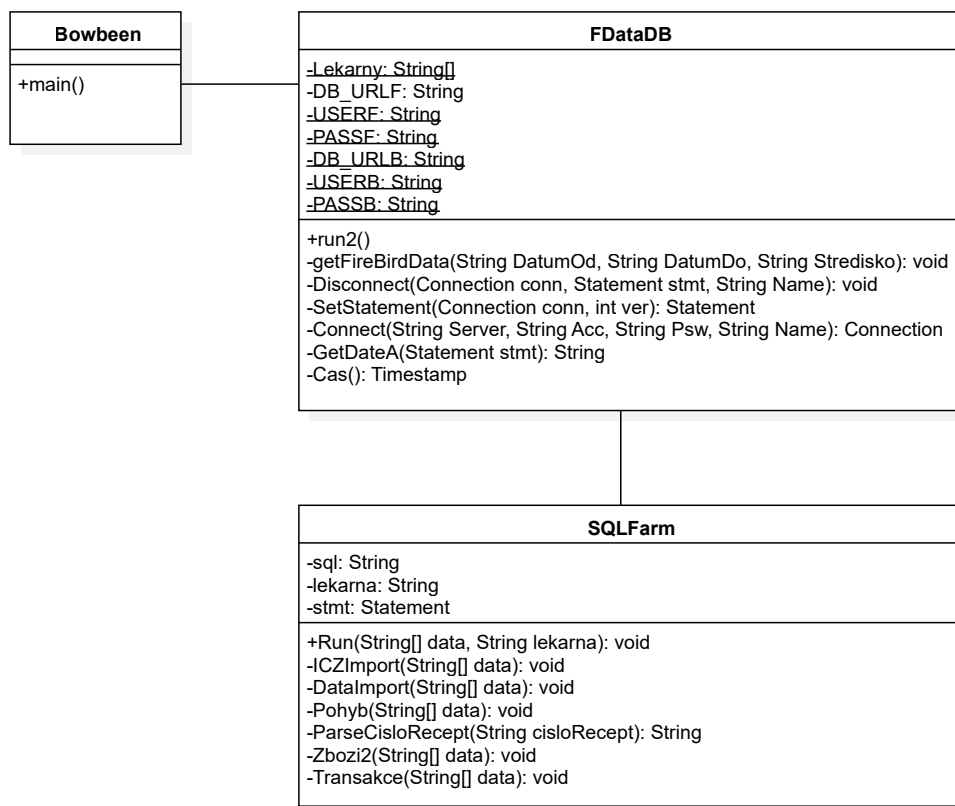 Bowbeen
+main()
FDataDB
-Lekarny: String[]
-DB_URLF: String
-USERF: String
-PASSF: String
-DB_URLB: String
-USERB: String
-PASSB: String
+run2()
-getFireBirdData(String DatumOd, String DatumDo, String Stredisko): void
-Disconnect(Connection conn, Statement stmt, String Name): void
-SetStatement(Connection conn, int ver): Statement
-Connect(String Server, String Acc, String Psw, String Name): Connection
-GetDateA(Statement stmt): String
-Cas(): Timestamp
SQLFarm
-sql: String
-lekarna: String
-stmt: Statement
+Run(String[] data, String lekarna): void
-ICZImport(String[] data): void
-DataImport(String[] data): void
-Pohyb(String[] data): void
-ParseCisloRecept(String cisloRecept): String
-Zbozi2(String[] data): void
-Transakce(String[] data): void